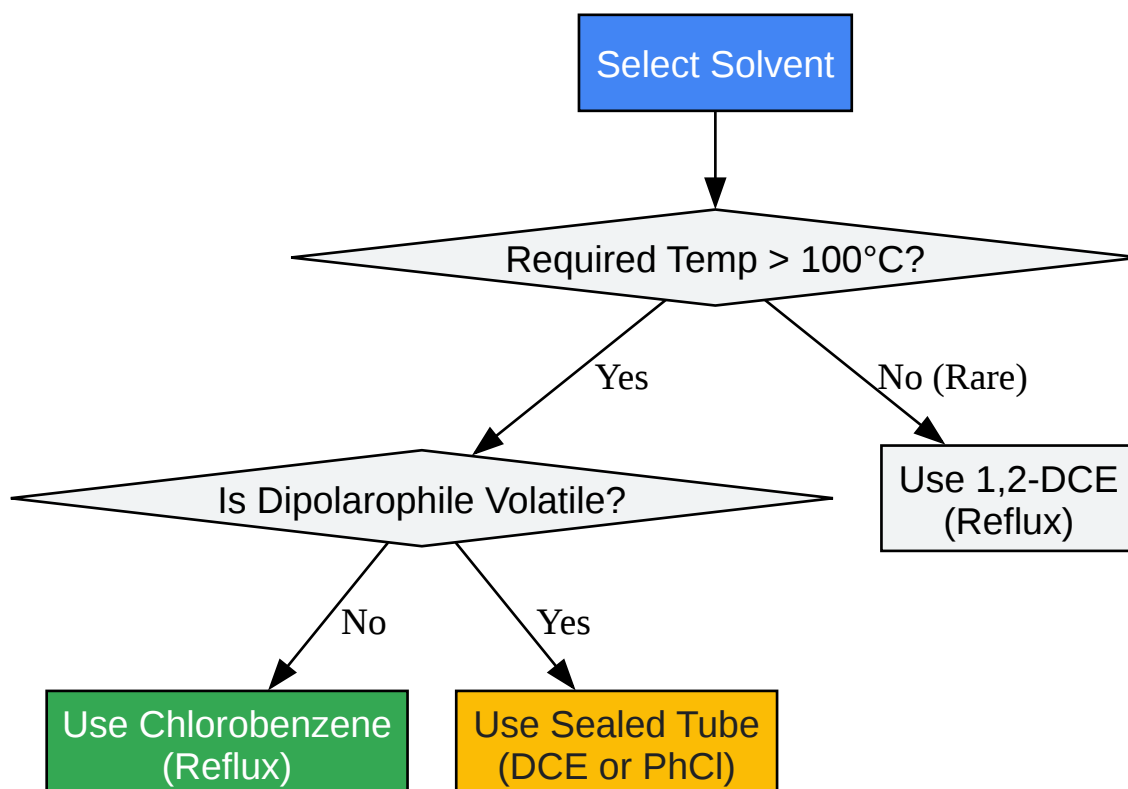 Select Solvent
Required Temp > 100°C?
Yes
No (Rare)
Is Dipolarophile Volatile?
Use 1,2-DCE
(Reflux)
No
Yes
Use Chlorobenzene
(Reflux)
Use Sealed Tube
(DCE or PhCl)